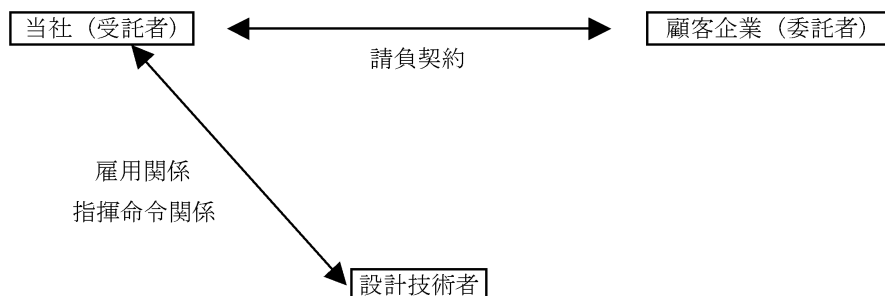 当社（受託者）
顧客企業（委託者）
請負契約
雇用関係
指揮命令関係
設計技術者